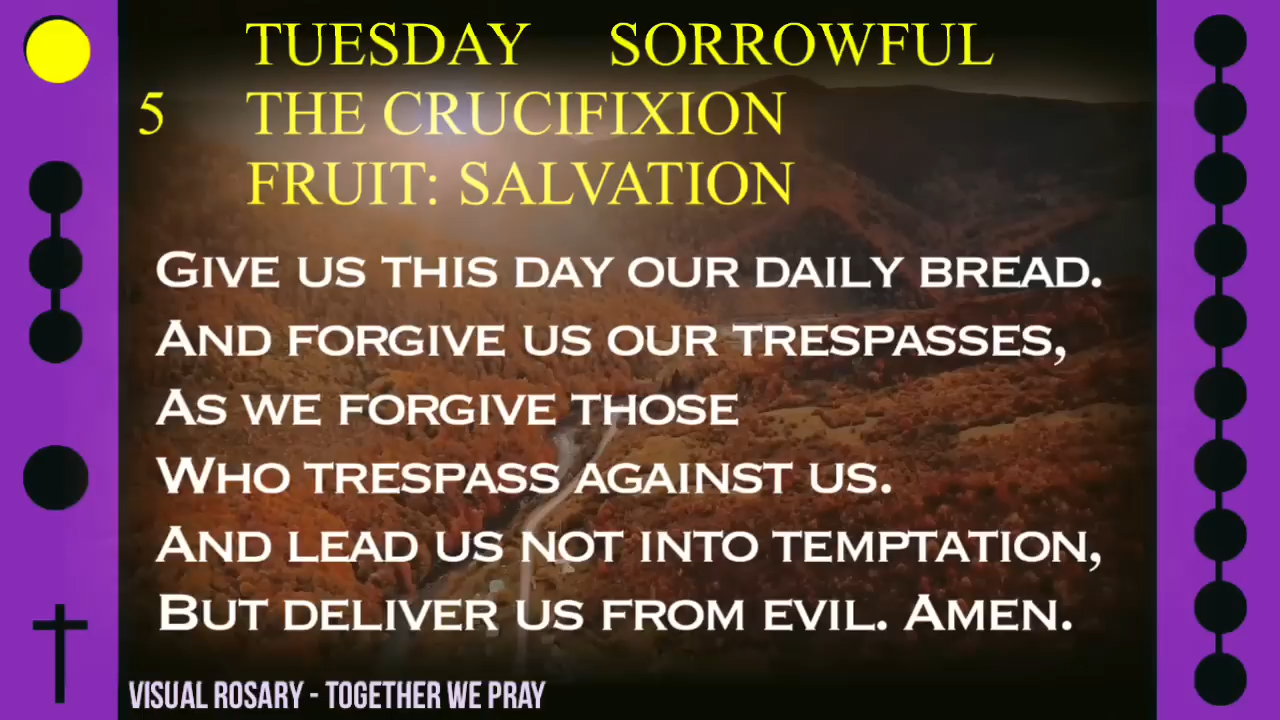 TUESDAY SORROWFUL
5 THE CRUCIFIXION
FRUIT: SALVATION
GIVE US THIS DAY OUR DAILY BREAD.
AND FORGIVE US OUR TRESPASSES,
AS WE FORGIVE THOSE
WHO TRESPASS AGAINST US.
AND LEAD US NOT INTO TEMPTATION,
BUT DELIVER US FROM EVIL. AMEN.
VISUAL ROSARY - TOGETHER WE PRAY